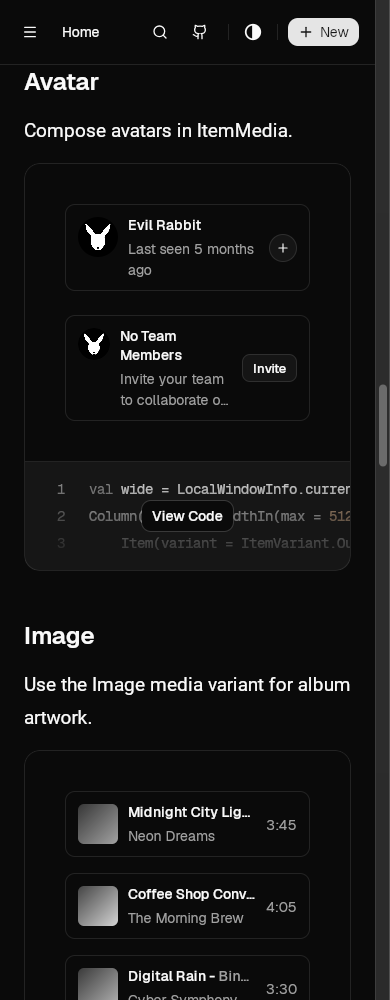 Home
New
Avatar
Compose avatars in ItemMedia.
Evil Rabbit
Last seen 5 months
ago
No Team
Members
Invite your team
to collaborate o…
Invite
1 val wide = LocalWindowInfo.curren
2 Column( dthIn(max = 512
View Code
3 Item(variant = ItemVariant.Ou
Image
Use the Image media variant for album
artwork.
Midnight City Lig…
Neon Dreams
3:45
Coffee Shop Conv…
The Morning Brew
4:05
Digital Rain - Bin…
Cyber Symphony
3:30